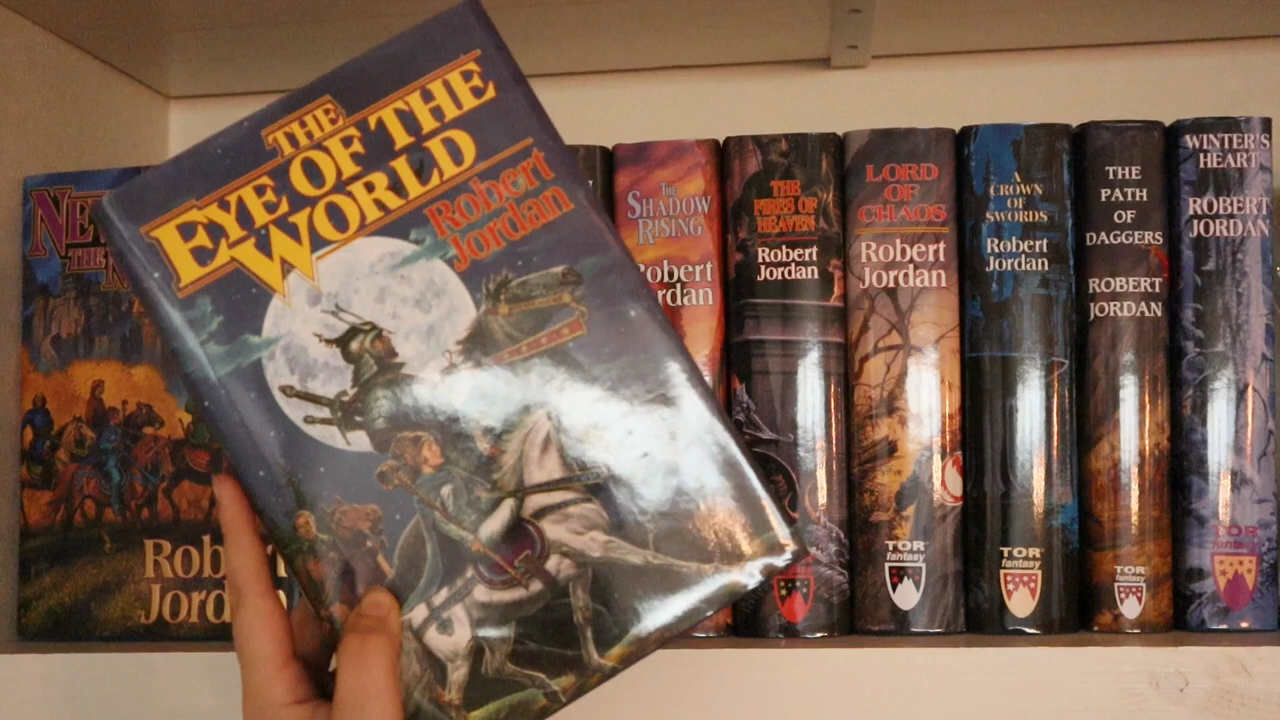 THE
EYE OF THE
WORLD
Robert
Jordan
THE
SHADOW
RISING
Robert
THE
FIRES OF
HEAVEN
Robert
Jordan
LORD
OF
CHAOS
Robert
Jordan
TOR
fantasy
A
CROWN
OF
SWORDS
Robert
Jordan
TOR
fantasy
THE
PATH
OF
DAGGERS
ROBERT
JORDAN
TOR
fantasy
WINTER'S
HEART
ROBERT
JORDAN
TOR
fantasy